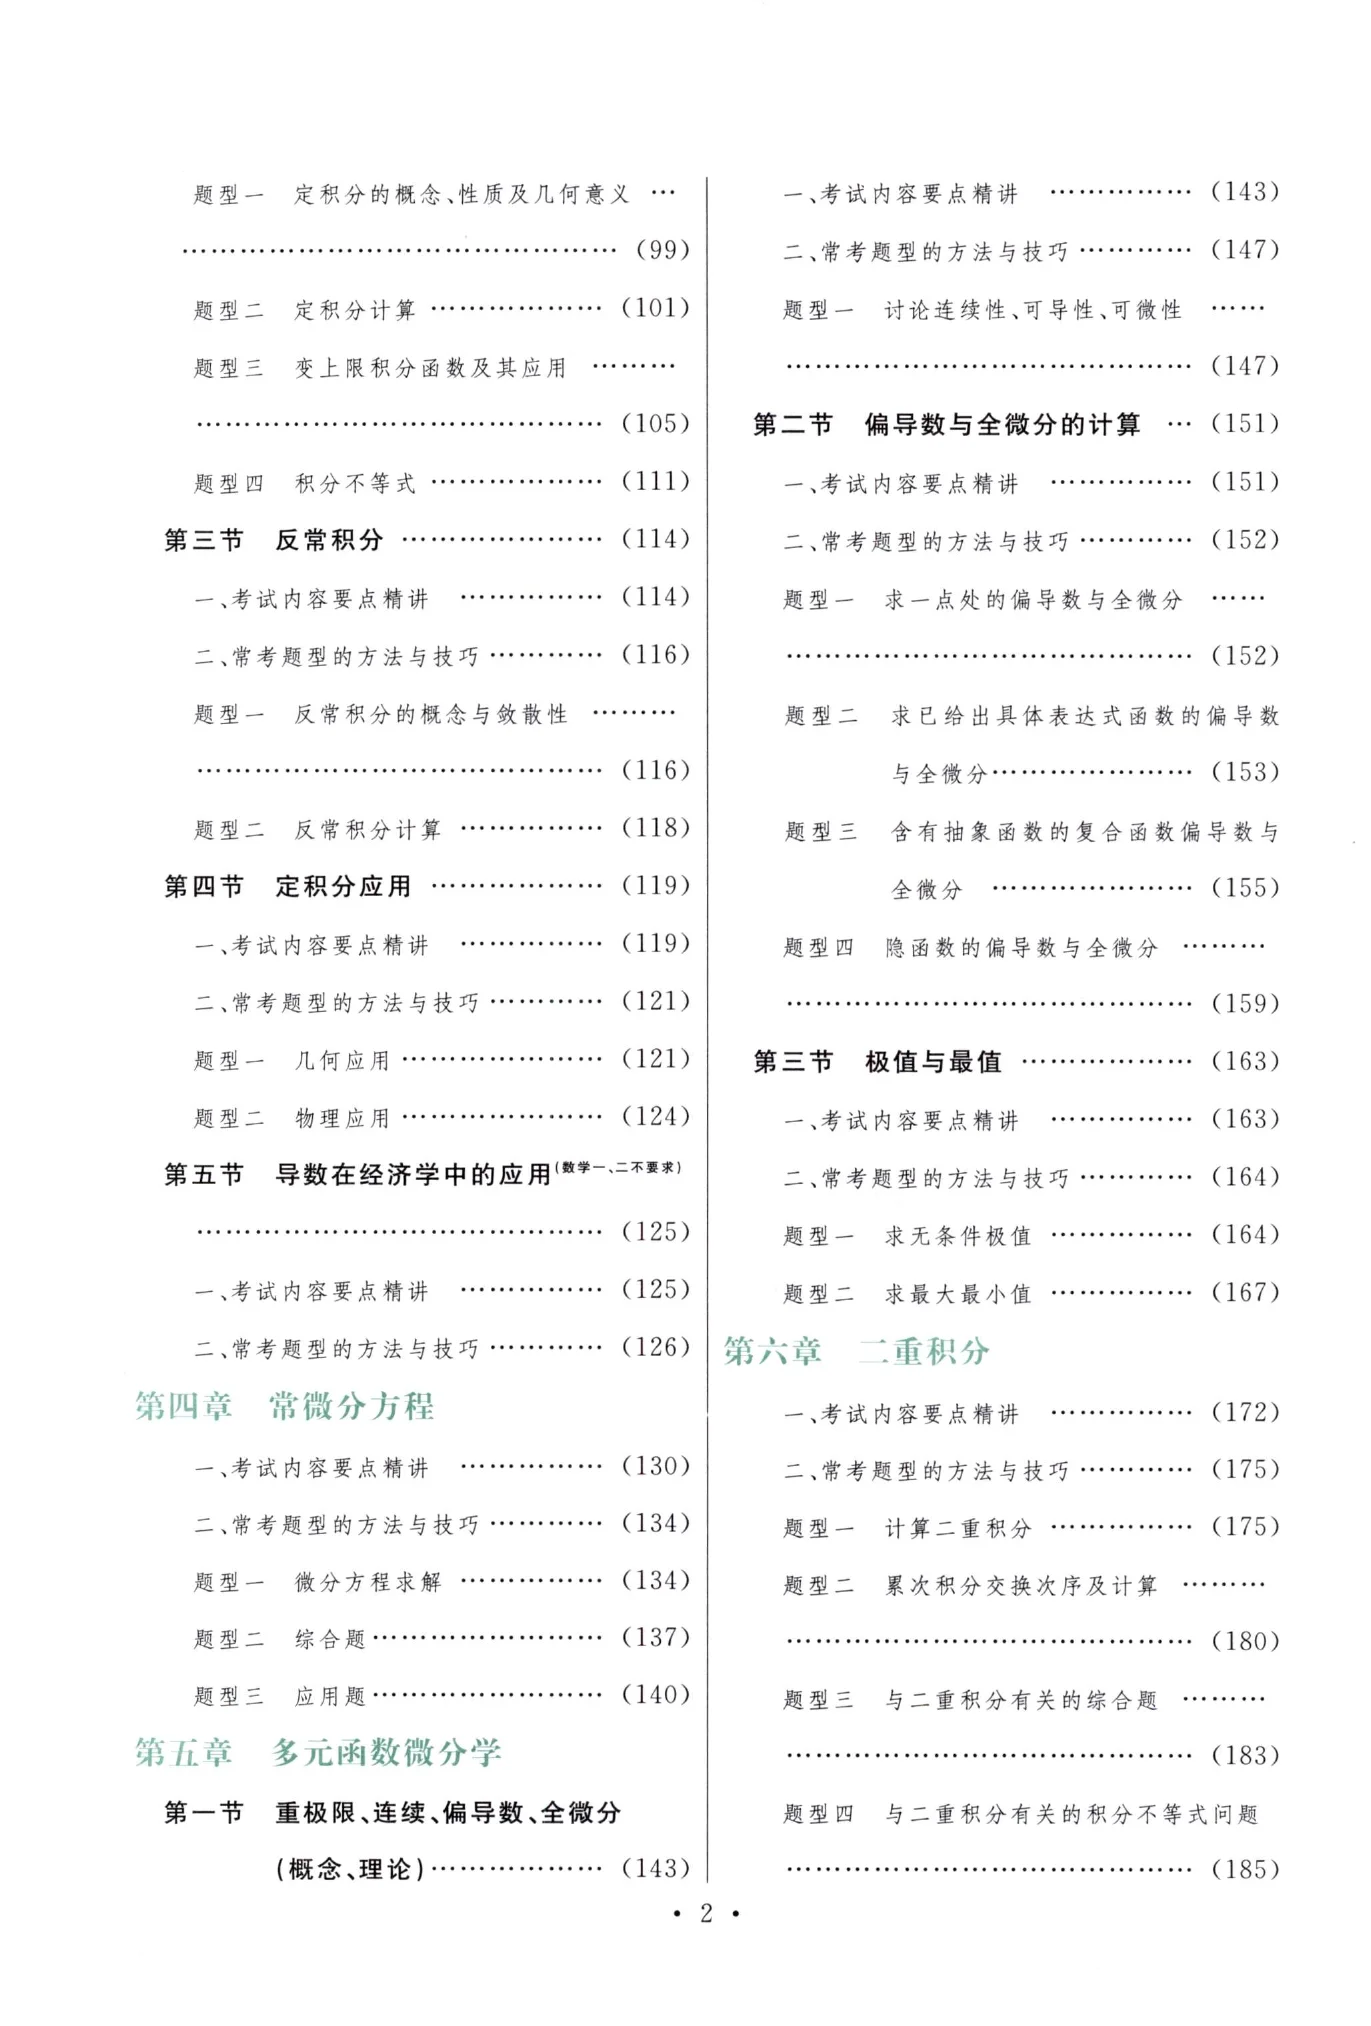 题型一 定积分的概念、性质及几何意义 …
………………………………………… (99)
题型二 定积分计算 ……………… (101)
题型三 变上限积分函数及其应用 ………
……………………………………… (105)
题型四 积分不等式 ……………… (111)
第三节 反常积分 ………………… (114)
一、考试内容要点精讲 …………… (114)
二、常考题型的方法与技巧 ………… (116)
题型一 反常积分的概念与敛散性 ………
……………………………………… (116)
题型二 反常积分计算 …………… (118)
第四节 定积分应用 ……………… (119)
一、考试内容要点精讲 …………… (119)
二、常考题型的方法与技巧 ………… (121)
题型一 几何应用 ………………… (121)
题型二 物理应用 ………………… (124)
第五节 导数在经济学中的应用(数学一、二不要求)
……………………………………… (125)
一、考试内容要点精讲 …………… (125)
二、常考题型的方法与技巧 ………… (126)
第四章 常微分方程
一、考试内容要点精讲 …………… (130)
二、常考题型的方法与技巧 ………… (134)
题型一 微分方程求解 …………… (134)
题型二 综合题 …………………… (137)
题型三 应用题 …………………… (140)
第五章 多元函数微分学
第一节 重极限、连续、偏导数、全微分
(概念、理论) ……………… (143)
一、考试内容要点精讲 …………… (143)
二、常考题型的方法与技巧 ………… (147)
题型一 讨论连续性、可导性、可微性 ……
……………………………………… (147)
第二节 偏导数与全微分的计算 … (151)
一、考试内容要点精讲 …………… (151)
二、常考题型的方法与技巧 ………… (152)
题型一 求一点处的偏导数与全微分 ……
……………………………………… (152)
题型二 求已给出具体表达式函数的偏导数
与全微分 ………………… (153)
题型三 含有抽象函数的复合函数偏导数与
全微分 ………………… (155)
题型四 隐函数的偏导数与全微分 ………
……………………………………… (159)
第三节 极值与最值 ……………… (163)
一、考试内容要点精讲 …………… (163)
二、常考题型的方法与技巧 ………… (164)
题型一 求无条件极值 …………… (164)
题型二 求最大最小值 …………… (167)
第六章 二重积分
一、考试内容要点精讲 …………… (172)
二、常考题型的方法与技巧 ………… (175)
题型一 计算二重积分 …………… (175)
题型二 累次积分交换次序及计算 ………
……………………………………… (180)
题型三 与二重积分有关的综合题 ………
……………………………………… (183)
题型四 与二重积分有关的积分不等式问题
……………………………………… (185)
• 2 •